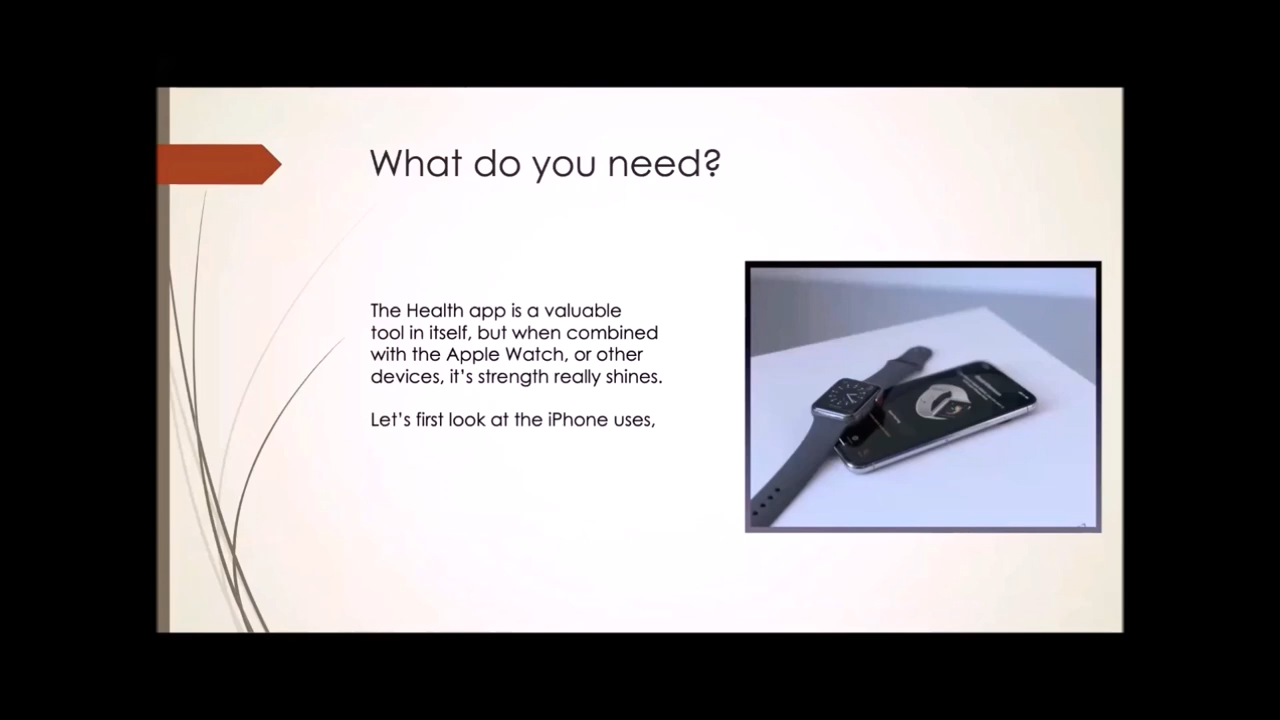 What do you need?
The Health app is a valuable
tool in itself, but when combined
with the Apple Watch, or other
devices, it’s strength really shines.
Let’s first look at the iPhone uses,